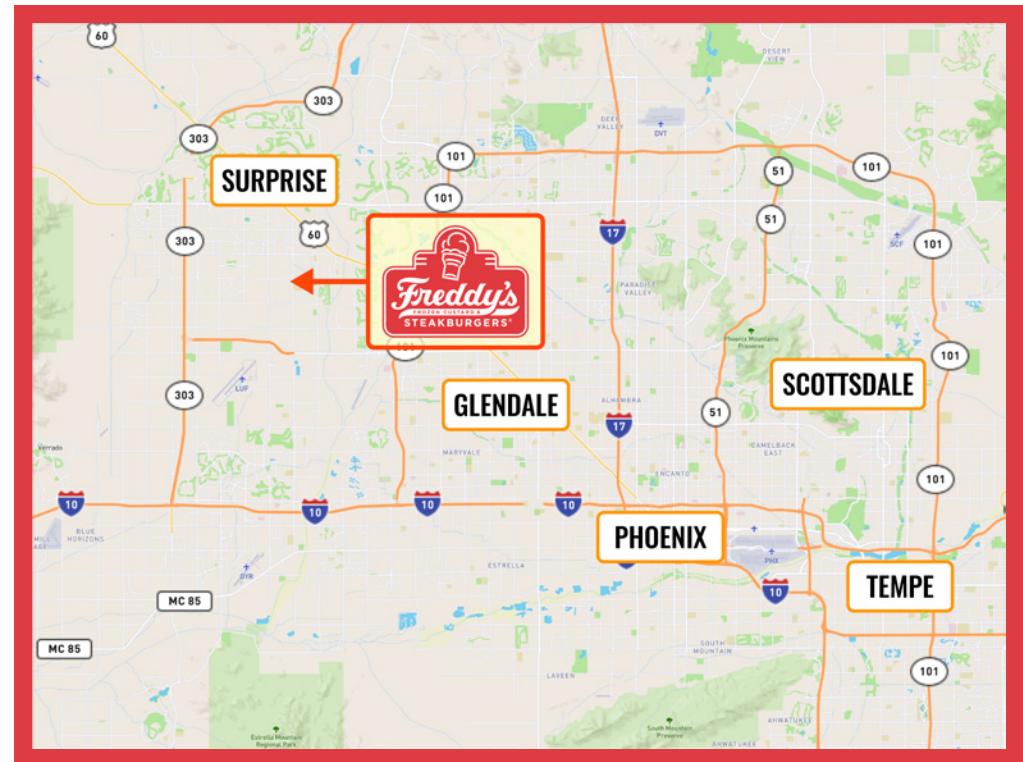 60
DESERT
VIEW
303
303
DEER
VALLEY
DVT
101
51
101
SURPRISE
101
51
303
60
17
SCF
101
Freddy's
FROZEN CUSTARD &
STEAKBURGERS®
PARADISE
VALLEY
101
Phoenix Mountains
Preserve
101
LUF
303
GLENDALE
SCOTTSDALE
ALHAMBRA
51
17
Verrado
MARYVALE
CAMELBACK
EAST
ENCANTO
101
10
10
10
10
BLUE
HORIZONS
PHOENIX
PHX
ESTRELLA
GYR
10
TEMPE
MC 85
MC 85
SOUTH
MOUNTAIN
101
LAVEEN
AHWATUKEE
South Mountain
Preserve
Estrella Mountain
Regional Park
AHWATUKEE